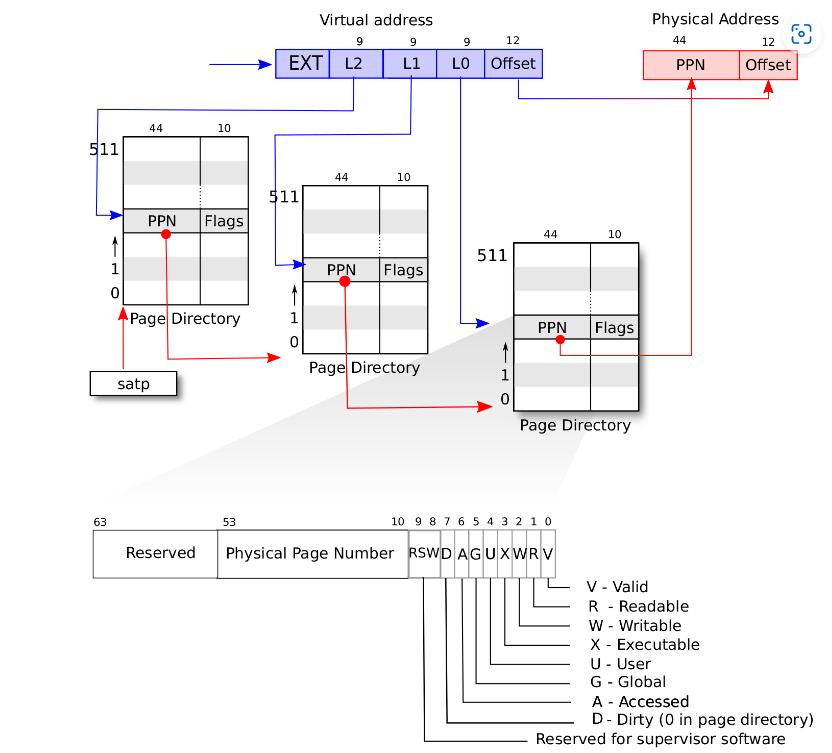 Virtual address
Physical Address
9 9 9 12
44 12
EXT L2 L1 L0 Offset
PPN Offset
44 10
511
PPN Flags
1
0
Page Directory
satp
44 10
511
PPN Flags
1
0
Page Directory
44 10
511
PPN Flags
1
0
Page Directory
63 53 10 9 8 7 6 5 4 3 2 1 0
Reserved Physical Page Number RSW D A G U X W R V
V - Valid
R - Readable
W - Writable
X - Executable
U - User
G - Global
A - Accessed
D - Dirty (0 in page directory)
Reserved for supervisor software